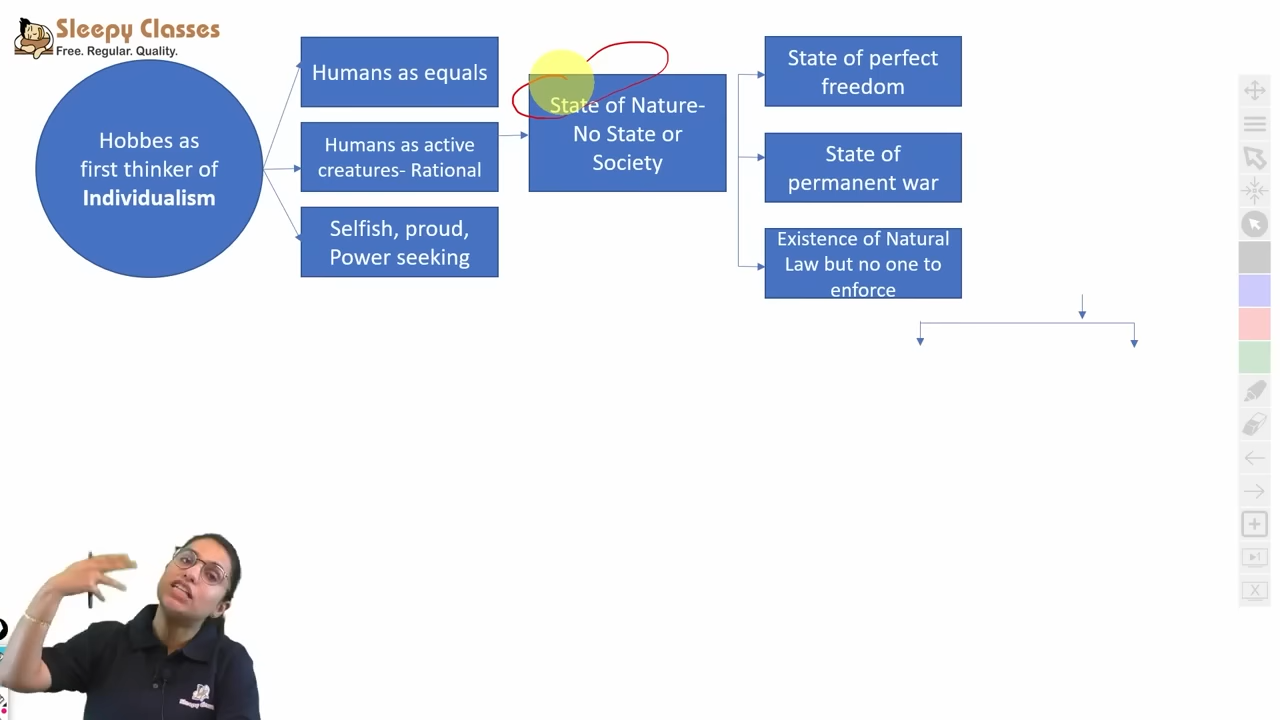 Sleepy Classes
Free. Regular. Quality.
Hobbes as
first thinker of
Individualism
Humans as equals
Humans as active
creatures- Rational
Selfish, proud,
Power seeking
State of Nature-
No State or
Society
State of perfect
freedom
State of
permanent war
Existence of Natural
Law but no one to
enforce
Sleepy Classes